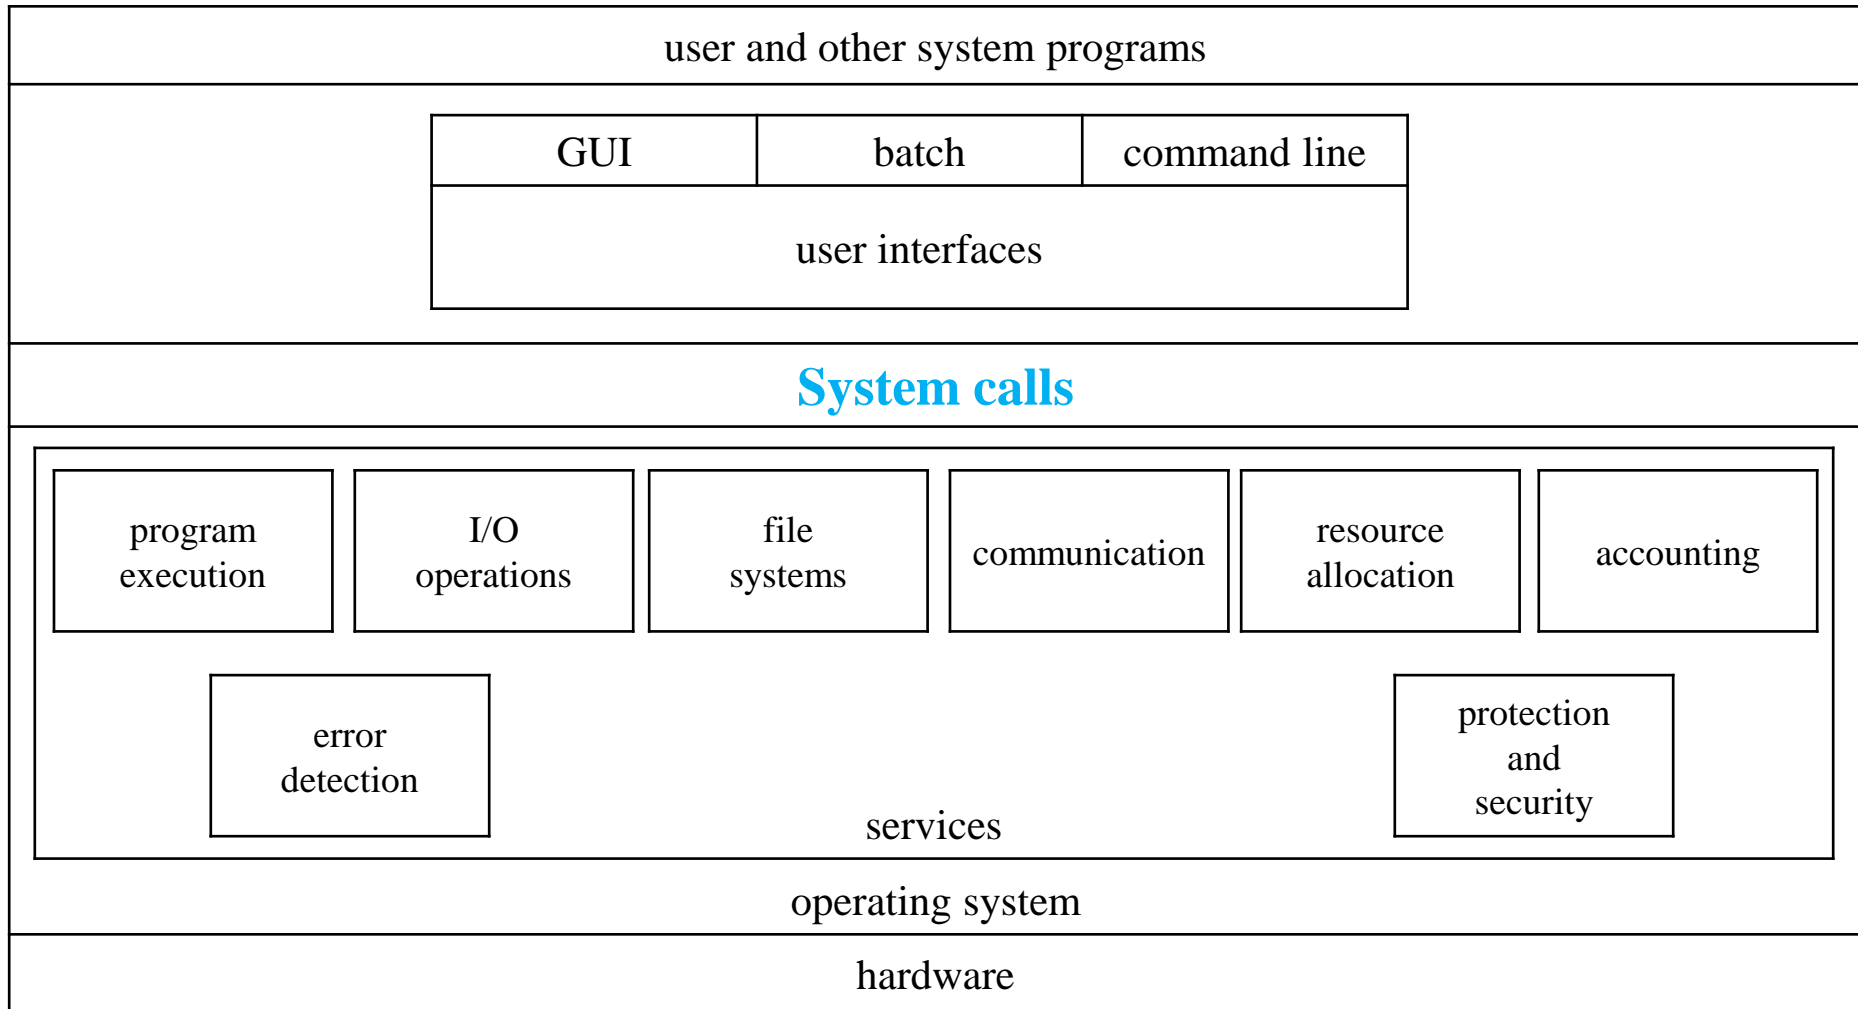 user and other system programs
GUI
batch
command line
user interfaces
System calls
program
execution
I/O
operations
file
systems
communication
resource
allocation
accounting
error
detection
protection
and
security
services
operating system
hardware